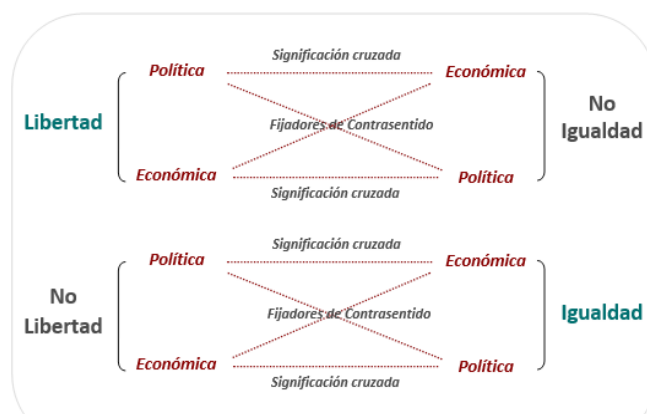 Significación cruzada
Política
Económica
Libertad
Fijadores de Contrasentido
No
Igualdad
Económica
Política
Significación cruzada
Significación cruzada
Política
Económica
No
Libertad
Fijadores de Contrasentido
Igualdad
Económica
Política
Significación cruzada